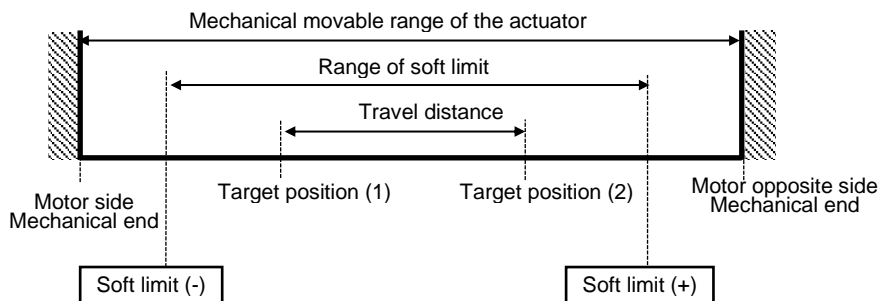 Mechanical movable range of the actuator
Range of soft limit
Travel distance
Motor side
Mechanical end
Target position (1)
Target position (2)
Motor opposite side
Mechanical end
Soft limit (-)
Soft limit (+)